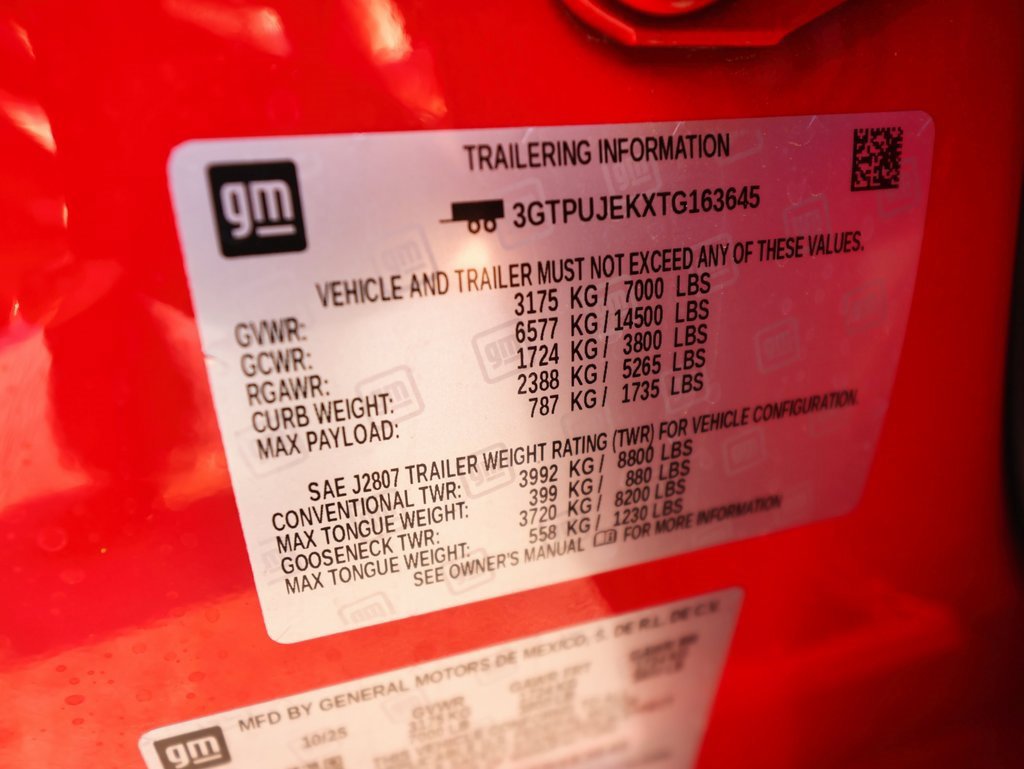 gm
TRAILERING INFORMATION
3GTPUJEKXTG163645
VEHICLE AND TRAILER MUST NOT EXCEED ANY OF THESE VALUES.
GVWR: 3175 KG / 7000 LBS
GCWR: 6577 KG / 14500 LBS
RGAWR: 1724 KG / 3800 LBS
CURB WEIGHT: 2388 KG / 5265 LBS
MAX PAYLOAD: 787 KG / 1735 LBS
SAE J2807 TRAILER WEIGHT RATING (TWR) FOR VEHICLE CONFIGURATION.
CONVENTIONAL TWR: 3992 KG / 8800 LBS
MAX TONGUE WEIGHT: 399 KG / 880 LBS
GOOSENECK TWR: 3720 KG / 8200 LBS
MAX TONGUE WEIGHT: 558 KG / 1230 LBS
SEE OWNER'S MANUAL FOR MORE INFORMATION
MFD BY GENERAL MOTORS DE MEXICO, S. DE R.L. DE C.V.
gm
10/25 GVWR GAWR FRT